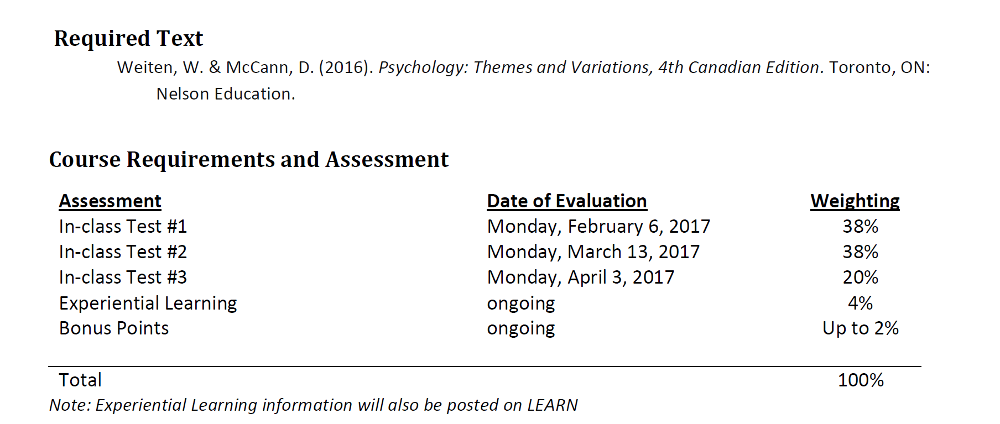 Required Text
Weiten, W. & McCann, D. (2016). Psychology: Themes and Variations, 4th Canadian Edition. Toronto, ON:
Nelson Education.
Course Requirements and Assessment
Assessment Date of Evaluation Weighting
In-class Test #1 Monday, February 6, 2017 38%
In-class Test #2 Monday, March 13, 2017 38%
In-class Test #3 Monday, April 3, 2017 20%
Experiential Learning ongoing 4%
Bonus Points ongoing Up to 2%
Total 100%
Note: Experiential Learning information will also be posted on LEARN